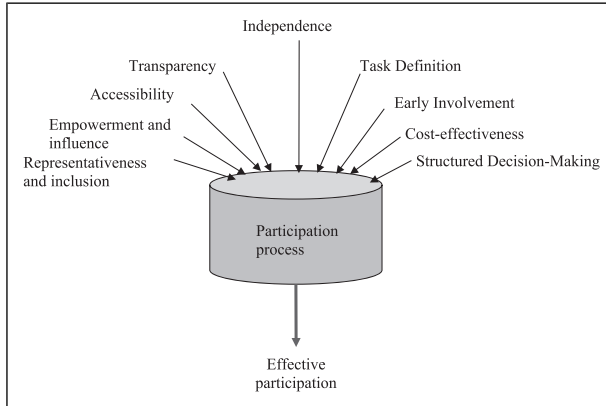 Independence
Transparency
Task Definition
Accessibility
Early Involvement
Empowerment and
influence
Cost-effectiveness
Representativeness
and inclusion
Structured Decision-Making
Participation
process
Effective
participation